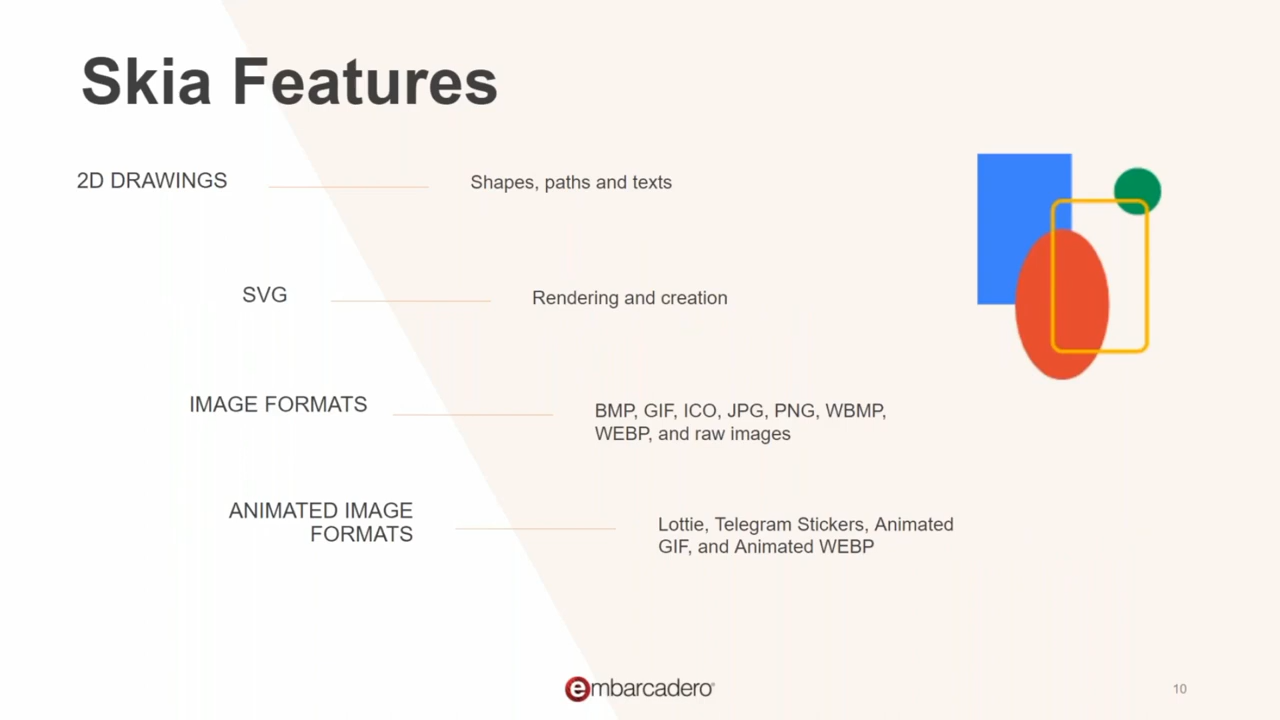 Skia Features
2D DRAWINGS
Shapes, paths and texts
SVG
Rendering and creation
IMAGE FORMATS
BMP, GIF, ICO, JPG, PNG, WBMP,
WEBP, and raw images
ANIMATED IMAGE
FORMATS
Lottie, Telegram Stickers, Animated
GIF, and Animated WEBP
embarcadero®
10